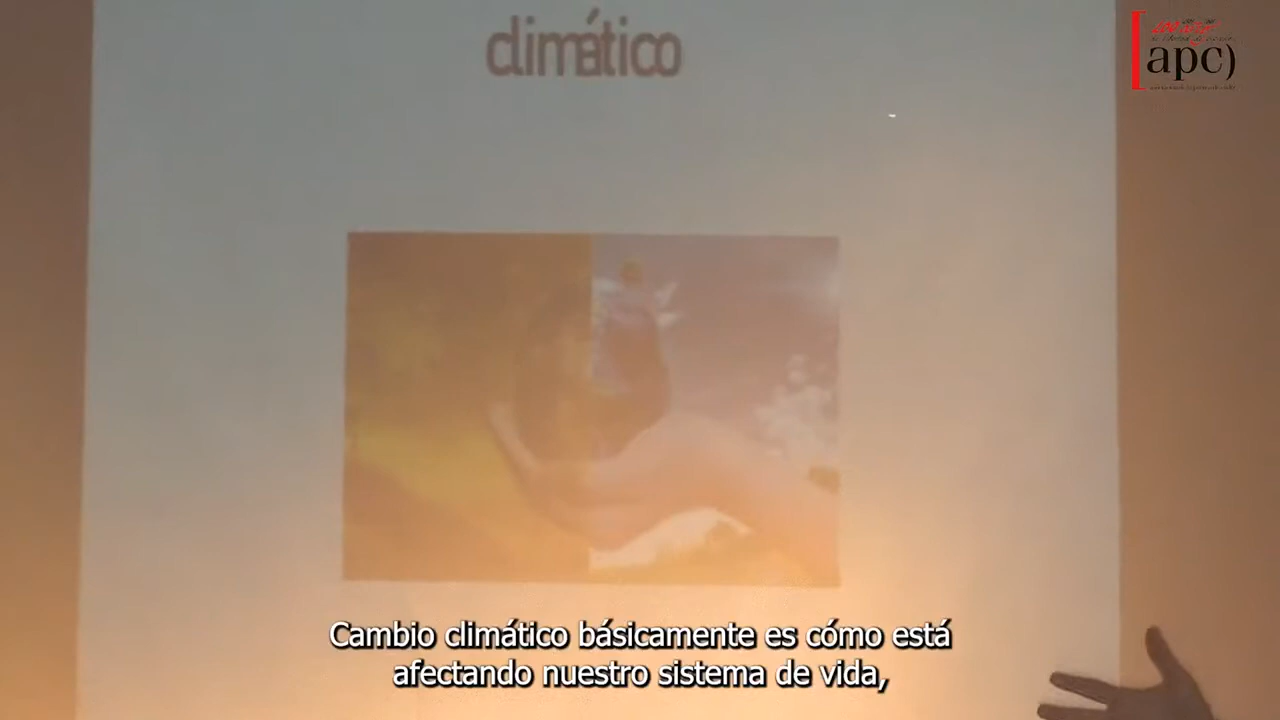 climático
apc)
Cambio climático básicamente es cómo está
afectando nuestro sistema de vida,